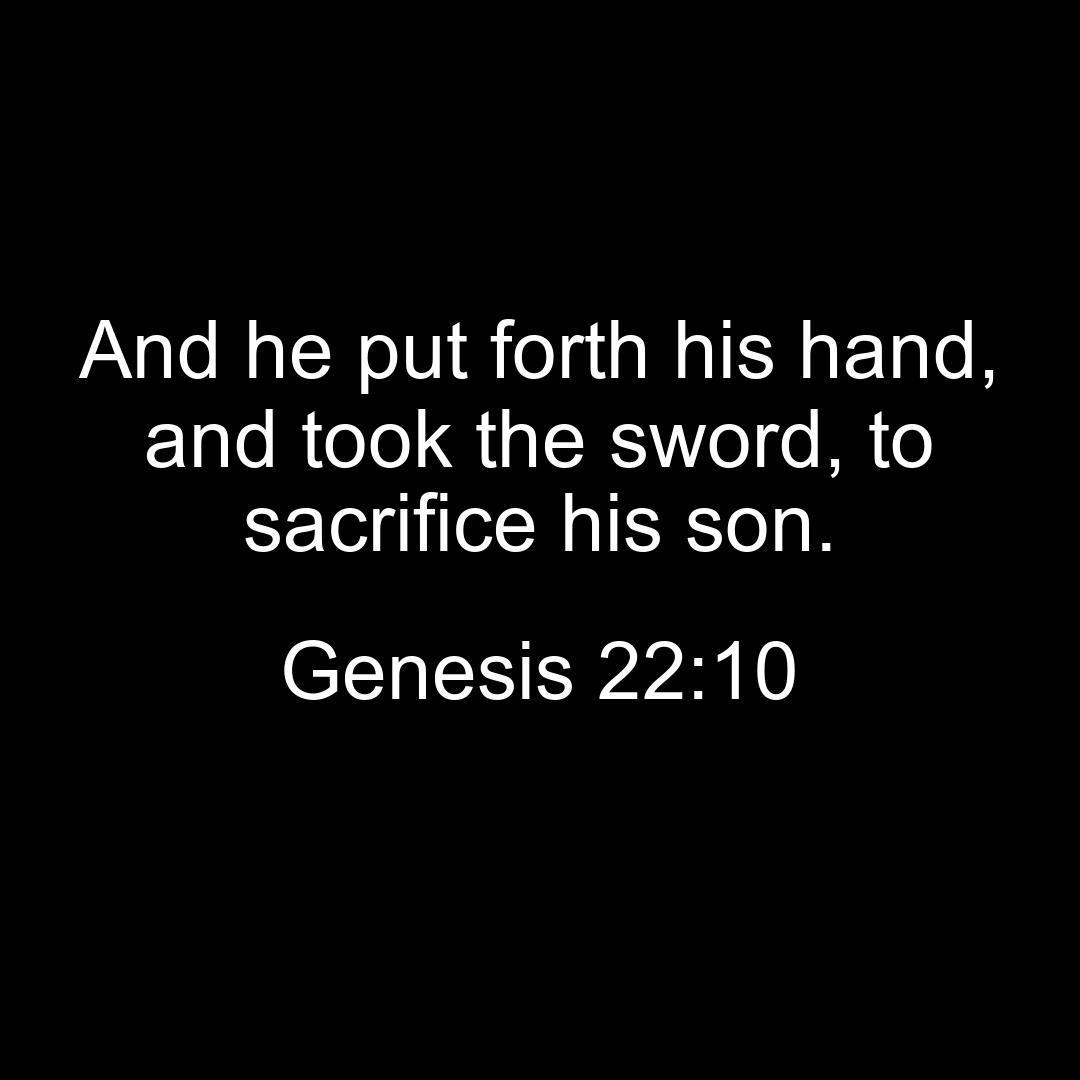 And he put forth his hand,
and took the sword, to
sacrifice his son.
Genesis 22:10